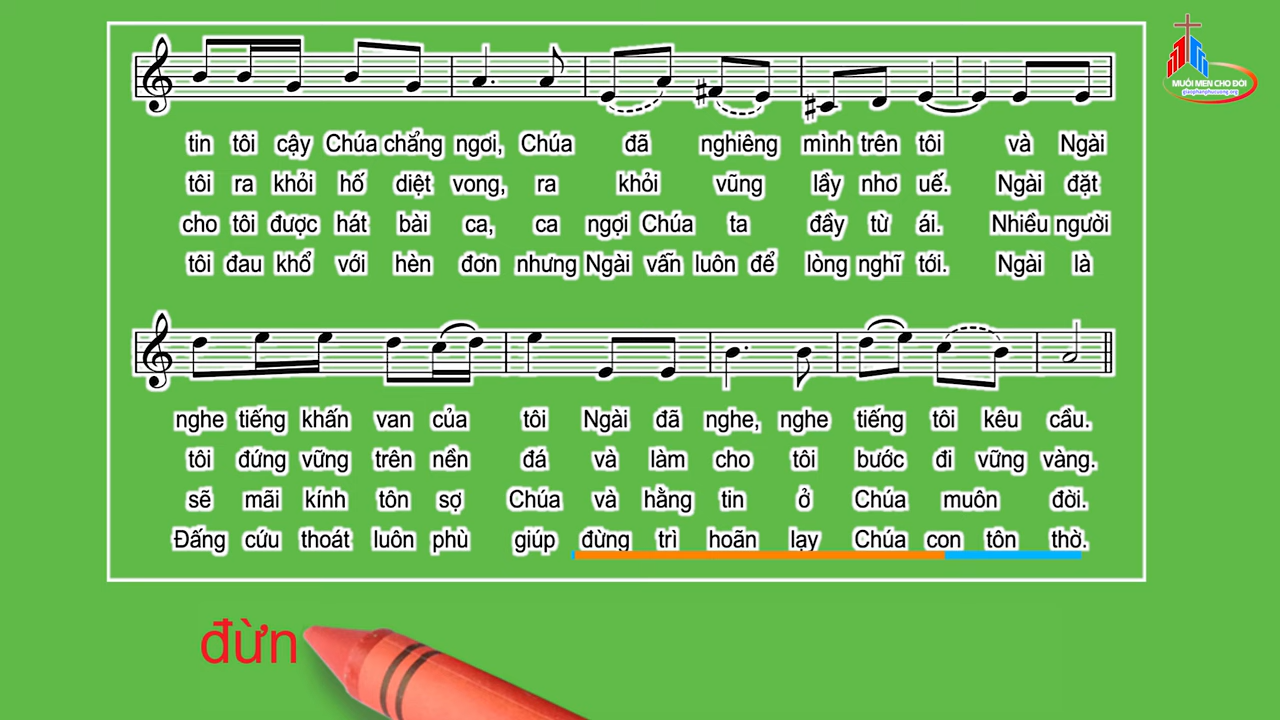 MUỐI MEN CHO ĐỜI
giaophanphucuong.org
tin tôi cậy Chúa chẳng ngơi, Chúa đã nghiêng mình trên tôi và Ngài
tôi ra khỏi hố diệt vong, ra khỏi vũng lầy nhơ uế. Ngài đặt
cho tôi được hát bài ca, ca ngợi Chúa ta đầy từ ái. Nhiều người
tôi đau khổ với hèn đơn nhưng Ngài vẫn luôn để lòng nghĩ tới. Ngài là
nghe tiếng khấn van của tôi Ngài đã nghe, nghe tiếng tôi kêu cầu.
tôi đứng vững trên nền đá và làm cho tôi bước đi vững vàng.
sẽ mãi kính tôn sợ Chúa và hằng tin ở Chúa muôn đời.
Đấng cứu thoát luôn phù giúp đừng trì hoãn lạy Chúa con tôn thờ.
đừn